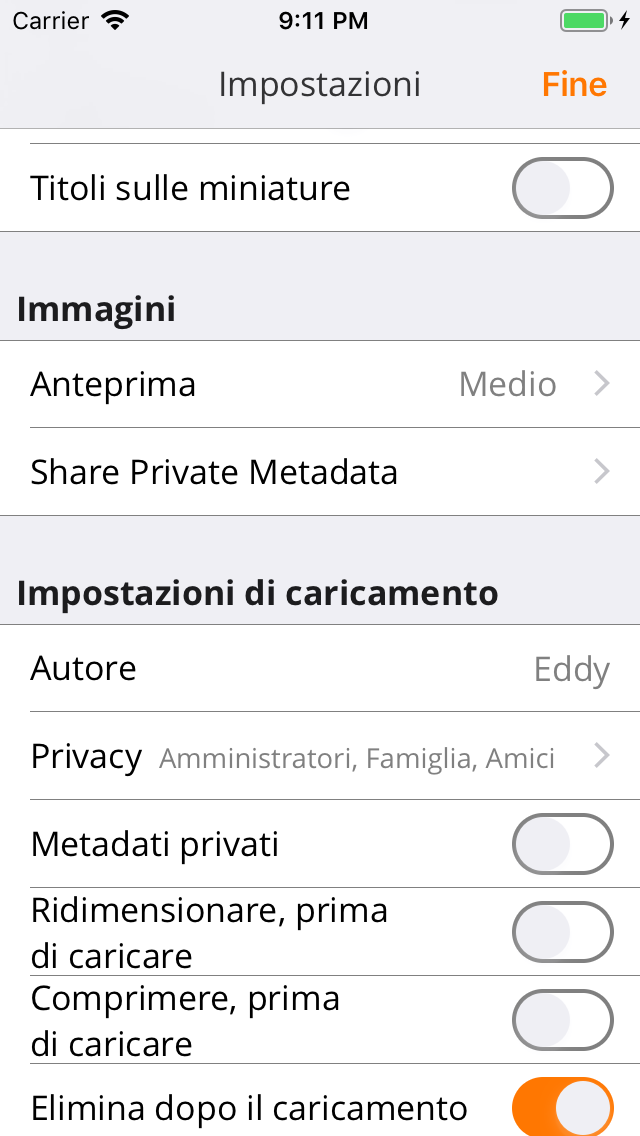 Carrier 9:11 PM
Impostazioni Fine
Titoli sulle miniature
Immagini
Anteprima Medio
Share Private Metadata
Impostazioni di caricamento
Autore Eddy
Privacy Amministratori, Famiglia, Amici
Metadati privati
Ridimensionare, prima
di caricare
Comprimere, prima
di caricare
Elimina dopo il caricamento